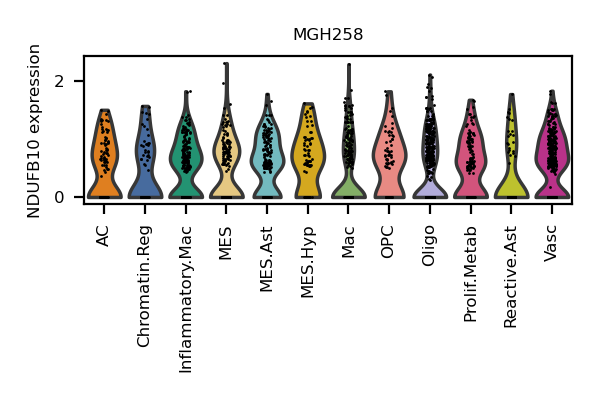 MGH258
NDUFB10 expression
2
0
AC
Chromatin.Reg
Inflammatory.Mac
MES
MES.Ast
MES.Hyp
Mac
OPC
Oligo
Prolif.Metab
Reactive.Ast
Vasc